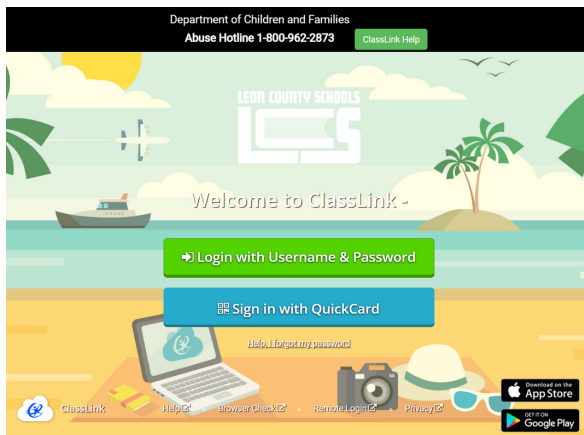 Department of Children and Families
Abuse Hotline 1-800-962-2873
ClassLink Help
LEON COUNTY SCHOOLS
LCS
Welcome to ClassLink -
Login with Username & Password
Sign in with QuickCard
Help, I forgot my password
ClassLink
Help
Browser Check
Remote Login
Privacy
Download on the
App Store
GET IT ON
Google Play